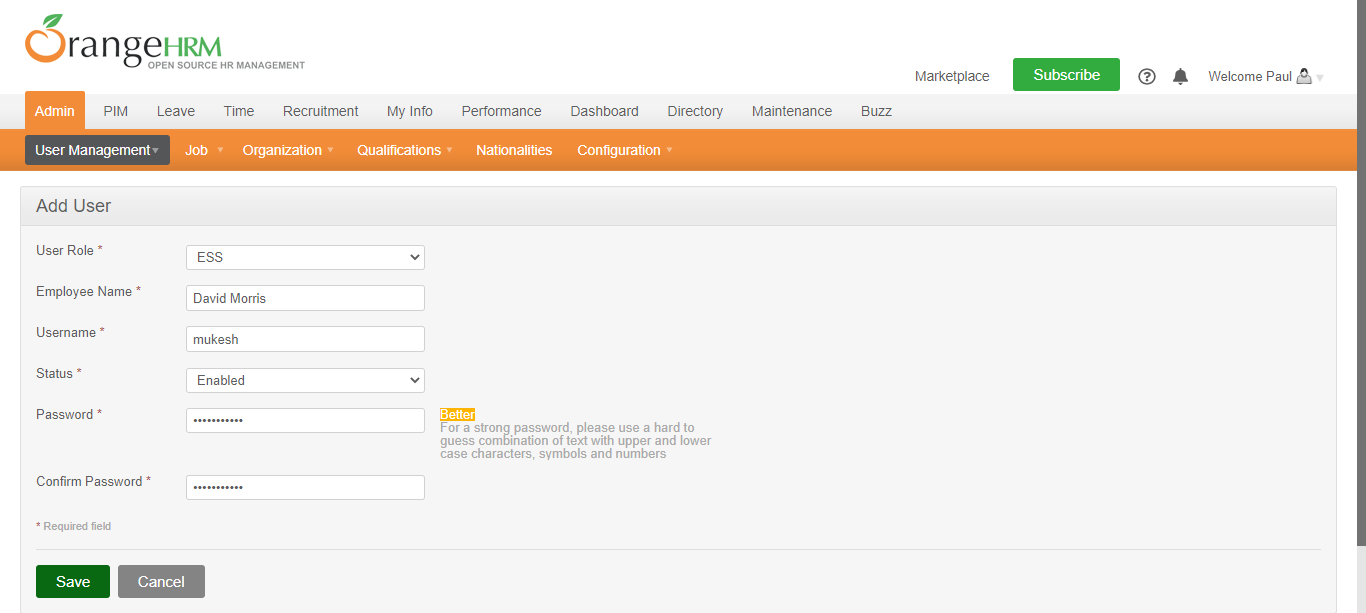 OrangeHRM
OPEN SOURCE HR MANAGEMENT
Marketplace Subscribe ? Welcome Paul
Admin PIM Leave Time Recruitment My Info Performance Dashboard Directory Maintenance Buzz
User Management Job Organization Qualifications Nationalities Configuration
Add User
User Role * ESS
Employee Name * David Morris
Username * mukesh
Status * Enabled
Password * •••••••••••
Better
For a strong password, please use a hard to
guess combination of text with upper and lower
case characters, symbols and numbers
Confirm Password * •••••••••••
* Required field
Save Cancel